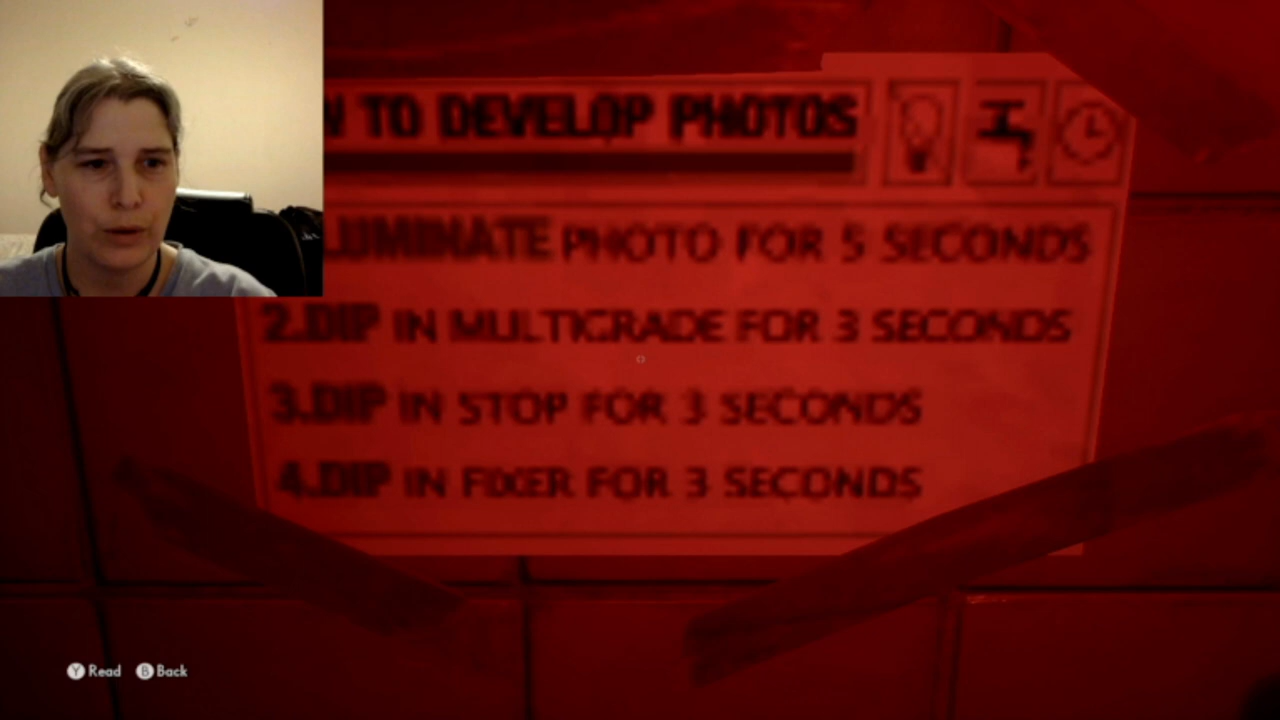 TO DEVELOP PHOTOS
LUMINATE PHOTO FOR 5 SECONDS
2.DIP IN MULTIGRADE FOR 3 SECONDS
3.DIP IN STOP FOR 3 SECONDS
4.DIP IN FIXER FOR 3 SECONDS
Y Read B Back